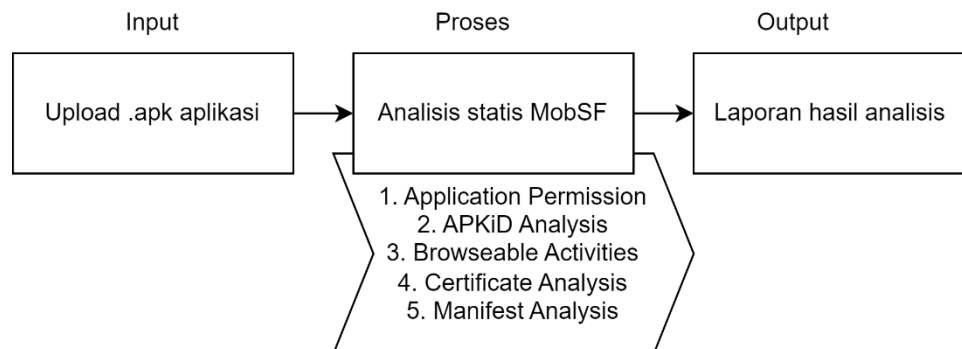 Input
Proses
Output
Upload .apk aplikasi
Analisis statis MobSF
Laporan hasil analisis
1. Application Permission
2. APKiD Analysis
3. Browseable Activities
4. Certificate Analysis
5. Manifest Analysis